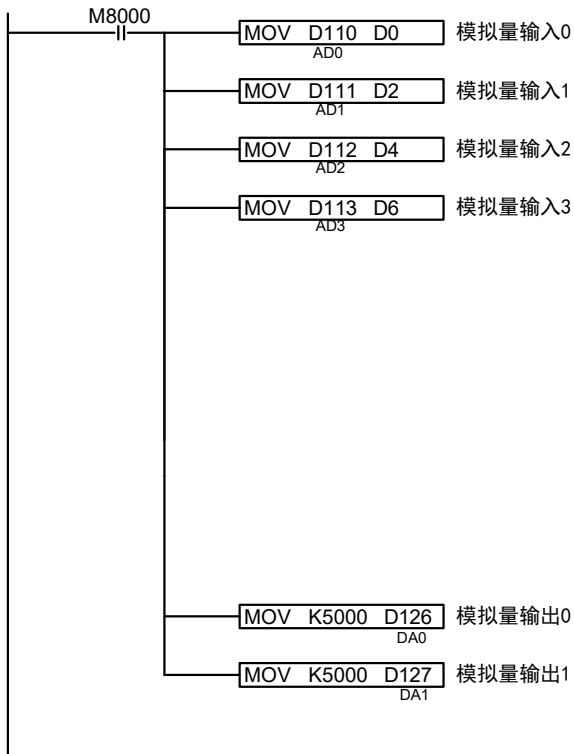 M8000
MOV D110 D0 模拟量输入0
AD0
MOV D111 D2 模拟量输入1
AD1
MOV D112 D4 模拟量输入2
AD2
MOV D113 D6 模拟量输入3
AD3
MOV K5000 D126 模拟量输出0
DA0
MOV K5000 D127 模拟量输出1
DA1